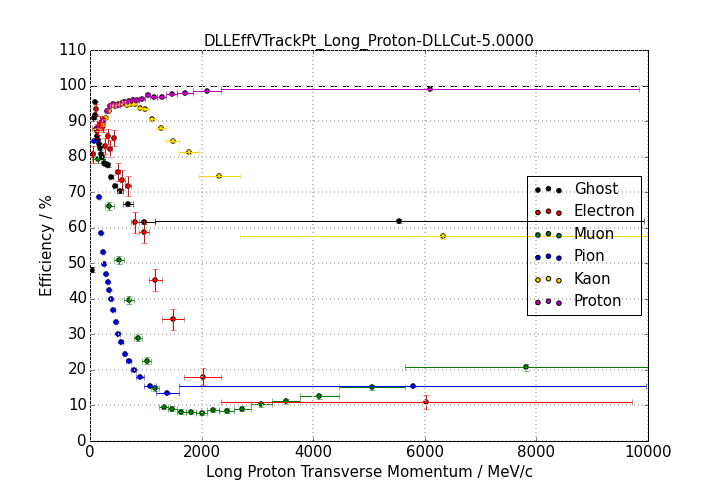 DLLEffVTrackPt_Long_Proton-DLLCut-5.0000
110
100
90
80
70
60
50
40
30
20
10
0
Efficiency / %
Ghost
Electron
Muon
Pion
Kaon
Proton
0 2000 4000 6000 8000 10000
Long Proton Transverse Momentum / MeV/c